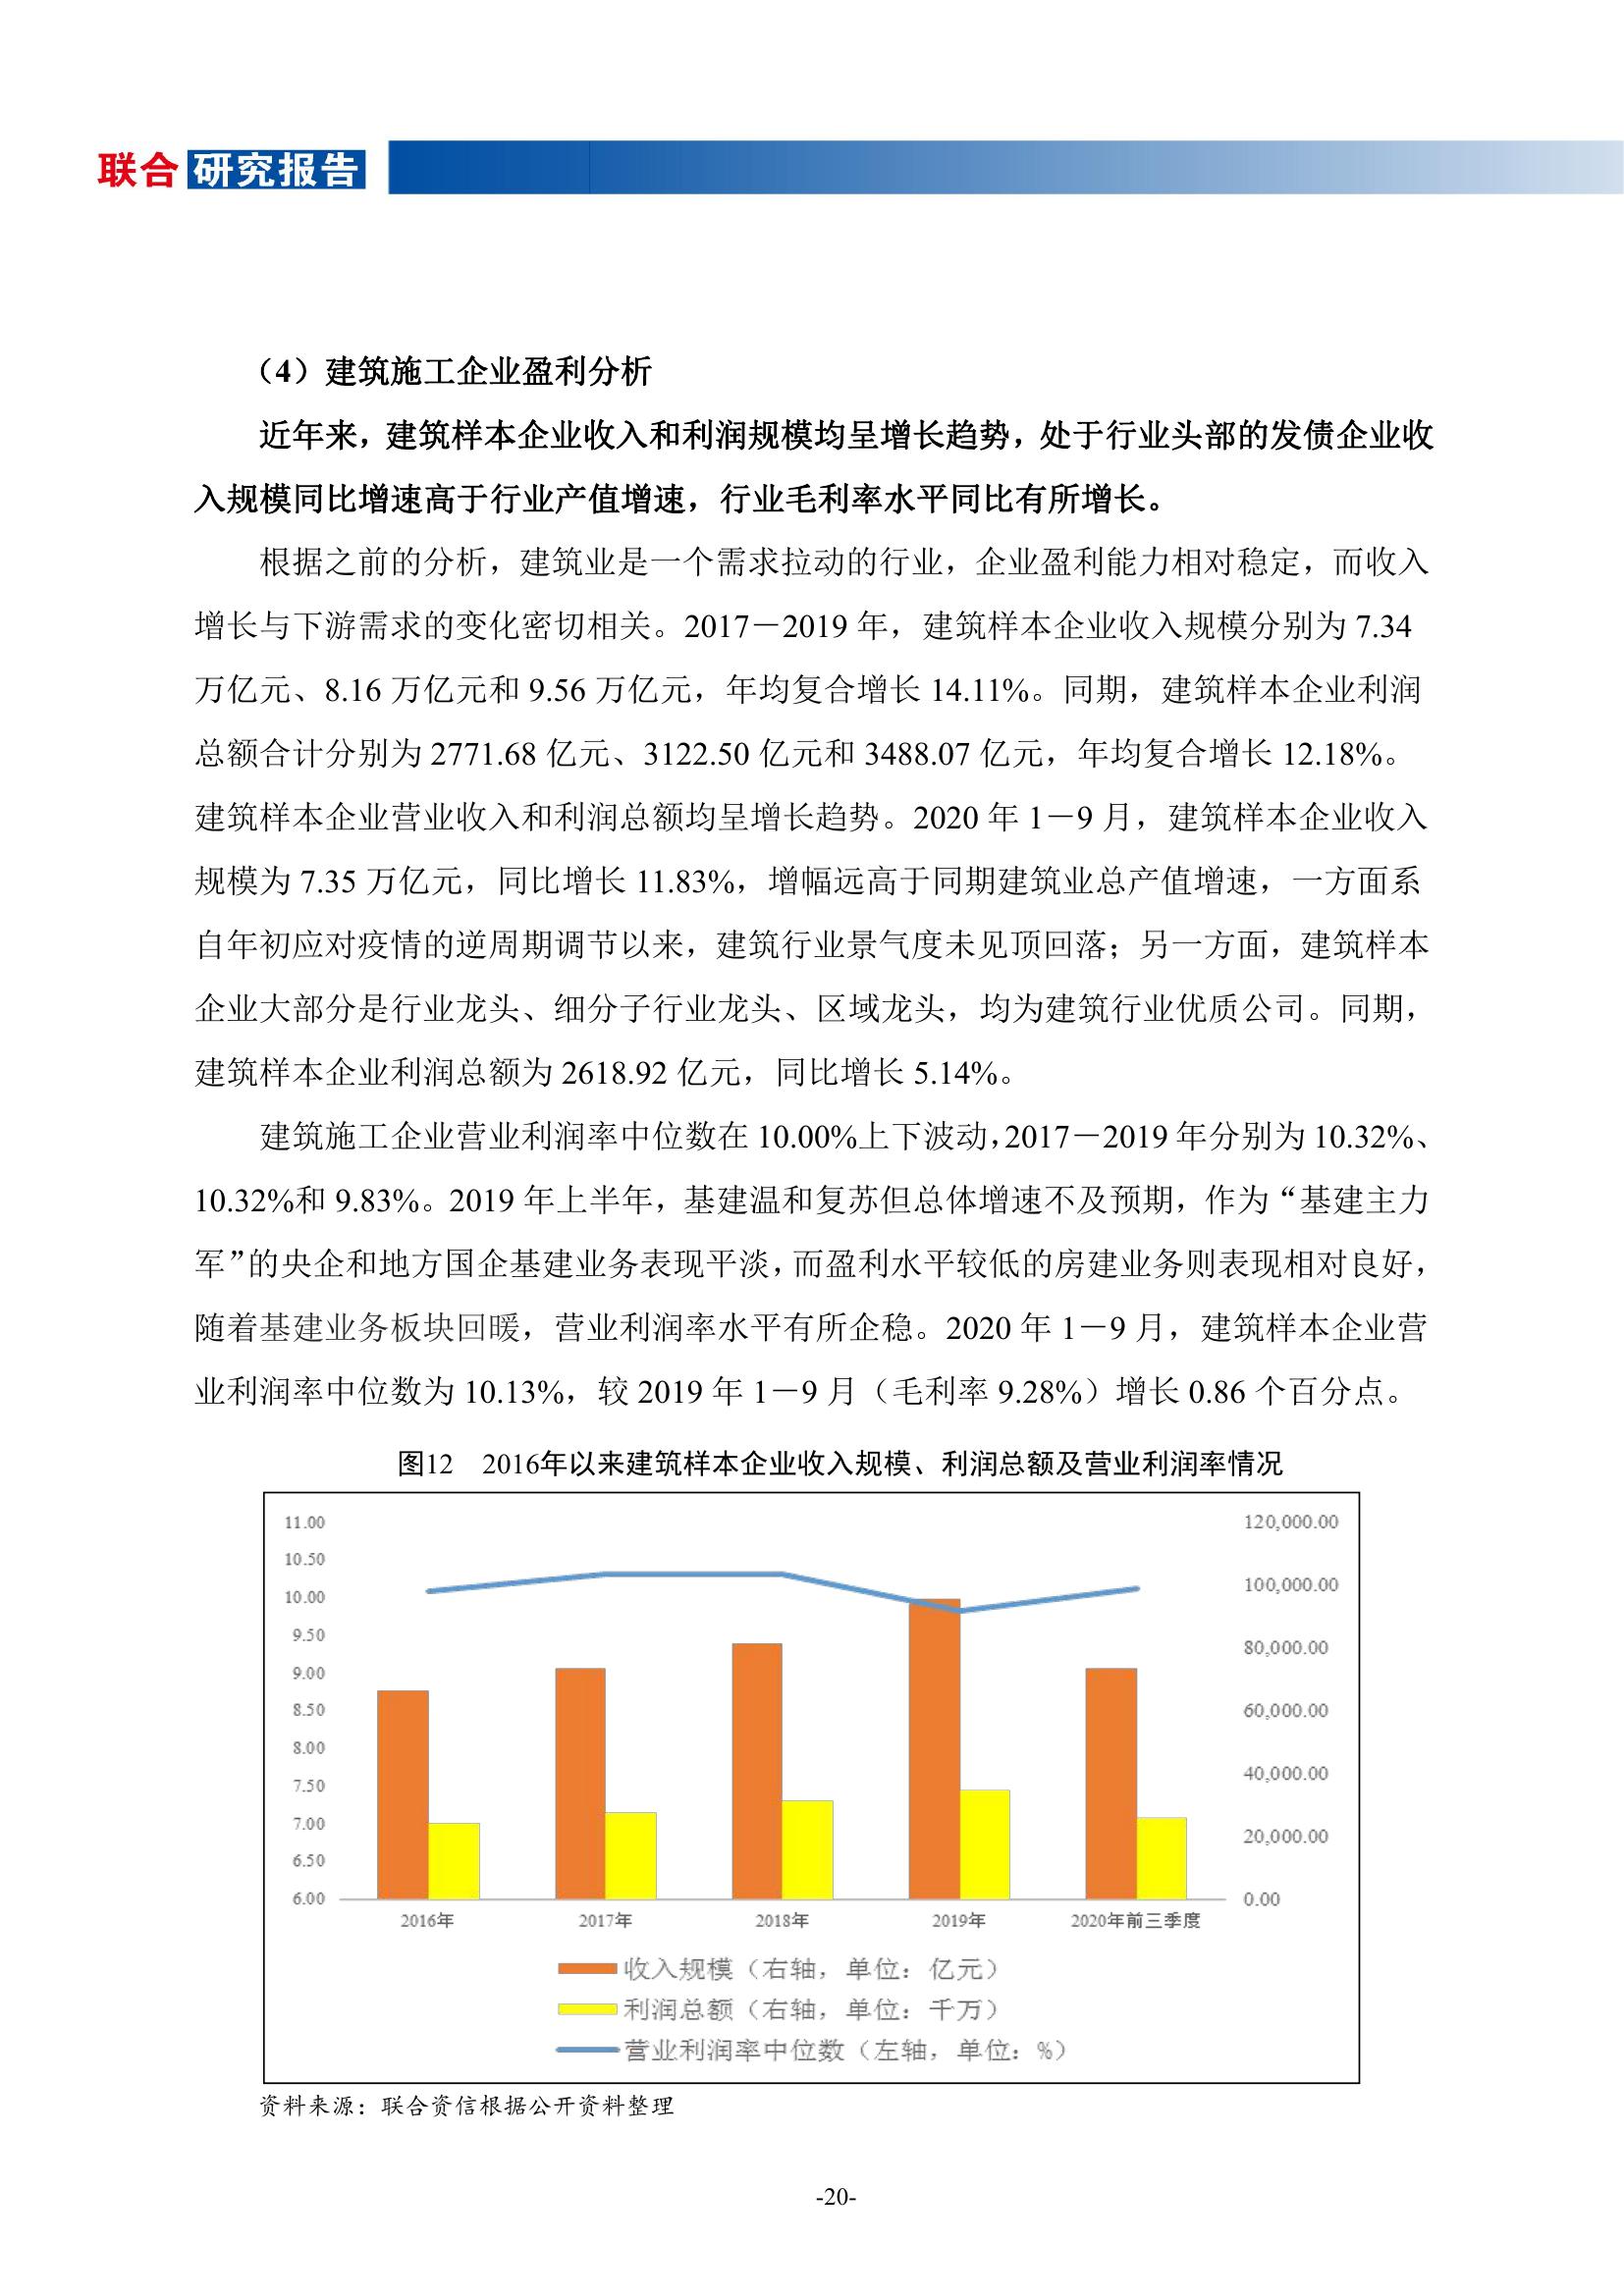 联合 研究报告
（4）建筑施工企业盈利分析
近年来，建筑样本企业收入和利润规模均呈增长趋势，处于行业头部的发债企业收
入规模同比增速高于行业产值增速，行业毛利率水平同比有所增长。
根据之前的分析，建筑业是一个需求拉动的行业，企业盈利能力相对稳定，而收入
增长与下游需求的变化密切相关。2017－2019 年，建筑样本企业收入规模分别为 7.34
万亿元、8.16 万亿元和 9.56 万亿元，年均复合增长 14.11%。同期，建筑样本企业利润
总额合计分别为 2771.68 亿元、3122.50 亿元和 3488.07 亿元，年均复合增长 12.18%。
建筑样本企业营业收入和利润总额均呈增长趋势。2020 年 1－9 月，建筑样本企业收入
规模为 7.35 万亿元，同比增长 11.83%，增幅远高于同期建筑业总产值增速，一方面系
自年初应对疫情的逆周期调节以来，建筑行业景气度未见顶回落；另一方面，建筑样本
企业大部分是行业龙头、细分子行业龙头、区域龙头，均为建筑行业优质公司。同期，
建筑样本企业利润总额为 2618.92 亿元，同比增长 5.14%。
建筑施工企业营业利润率中位数在 10.00%上下波动，2017－2019 年分别为 10.32%、
10.32%和 9.83%。2019 年上半年，基建温和复苏但总体增速不及预期，作为“基建主力
军”的央企和地方国企基建业务表现平淡，而盈利水平较低的房建业务则表现相对良好，
随着基建业务板块回暖，营业利润率水平有所企稳。2020 年 1－9 月，建筑样本企业营
业利润率中位数为 10.13%，较 2019 年 1－9 月（毛利率 9.28%）增长 0.86 个百分点。
图12 2016年以来建筑样本企业收入规模、利润总额及营业利润率情况
11.00
10.50
10.00
9.50
9.00
8.50
8.00
7.50
7.00
6.50
6.00
120,000.00
100,000.00
80,000.00
60,000.00
40,000.00
20,000.00
0.00
2016年 2017年 2018年 2019年 2020年前三季度
收入规模（右轴，单位：亿元）
利润总额（右轴，单位：千万）
营业利润率中位数（左轴，单位：%）
资料来源：联合资信根据公开资料整理
-20-